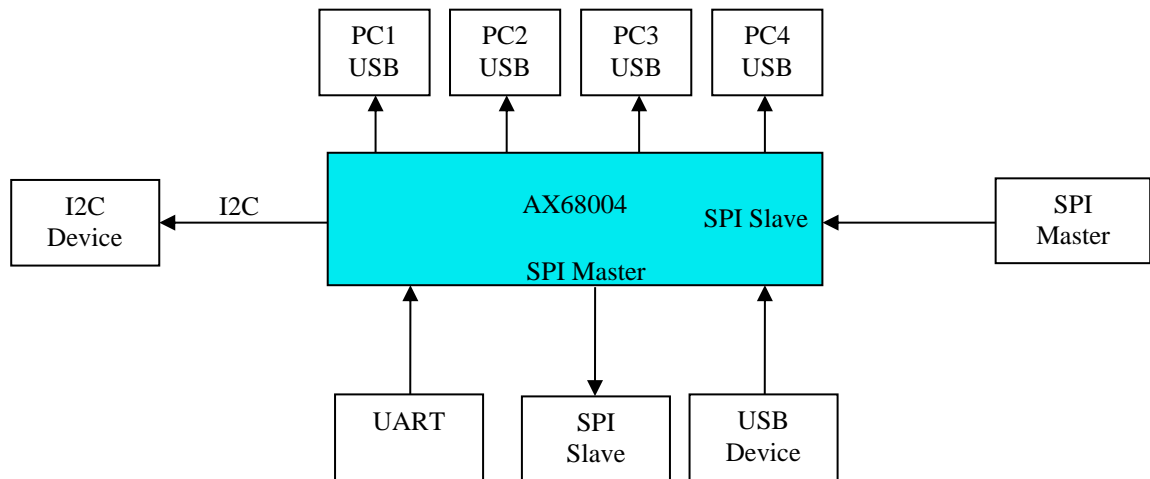 PC1
USB
PC2
USB
PC3
USB
PC4
USB
I2C
Device
I2C
AX68004
SPI Slave
SPI Master
SPI
Master
UART
SPI
Slave
USB
Device